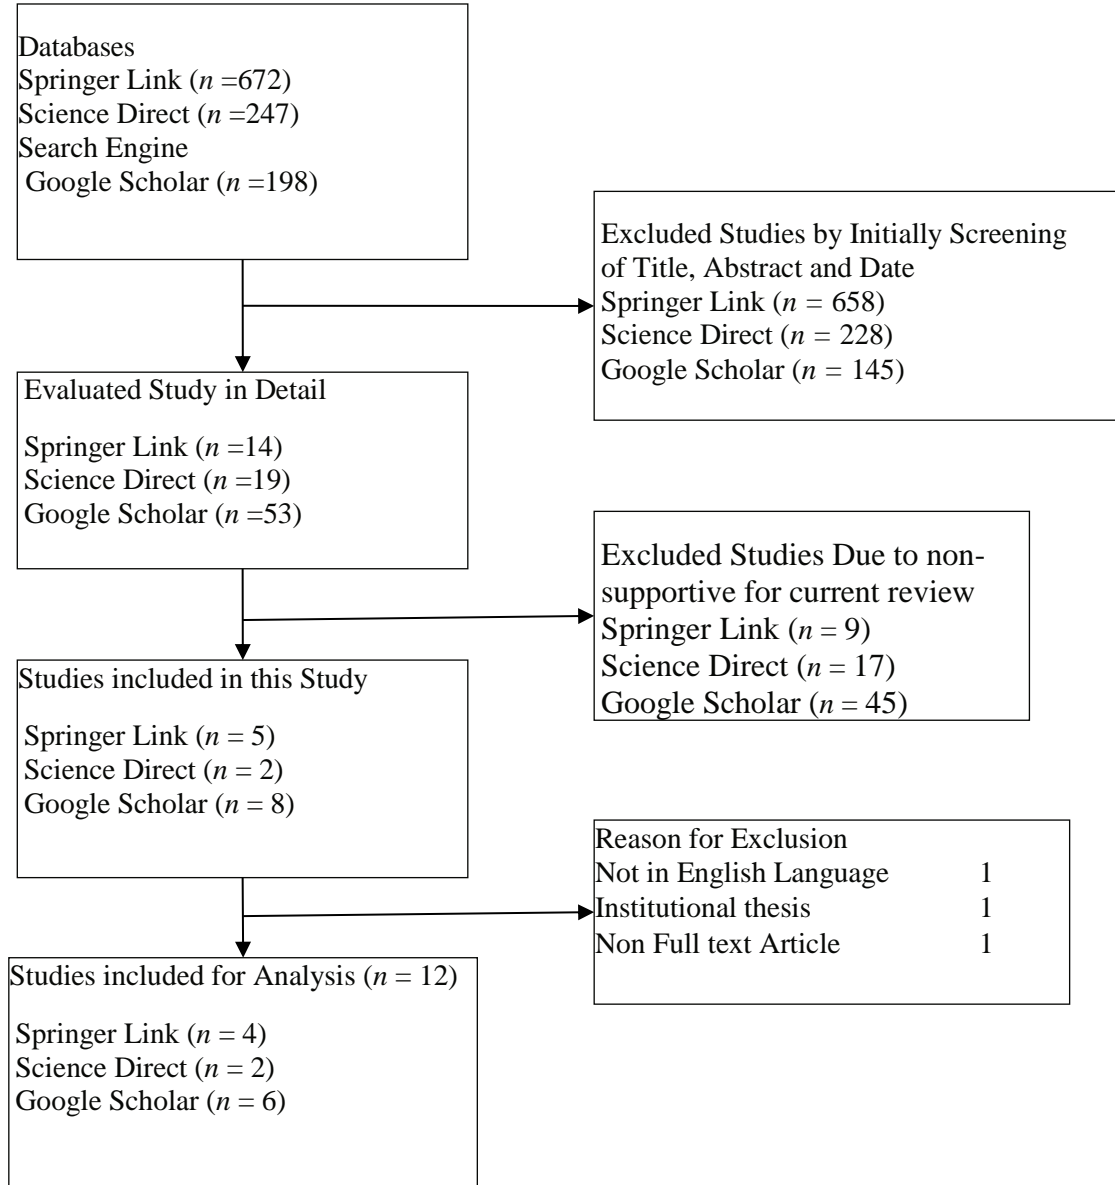 Databases
Springer Link (n =672)
Science Direct (n =247)
Search Engine
Google Scholar (n =198)
Excluded Studies by Initially Screening
of Title, Abstract and Date
Springer Link (n = 658)
Science Direct (n = 228)
Google Scholar (n = 145)
Evaluated Study in Detail
Springer Link (n =14)
Science Direct (n =19)
Google Scholar (n =53)
Excluded Studies Due to non-
supportive for current review
Springer Link (n = 9)
Science Direct (n = 17)
Google Scholar (n = 45)
Studies included in this Study
Springer Link (n = 5)
Science Direct (n = 2)
Google Scholar (n = 8)
Reason for Exclusion
Not in English Language 1
Institutional thesis 1
Non Full text Article 1
Studies included for Analysis (n = 12)
Springer Link (n = 4)
Science Direct (n = 2)
Google Scholar (n = 6)